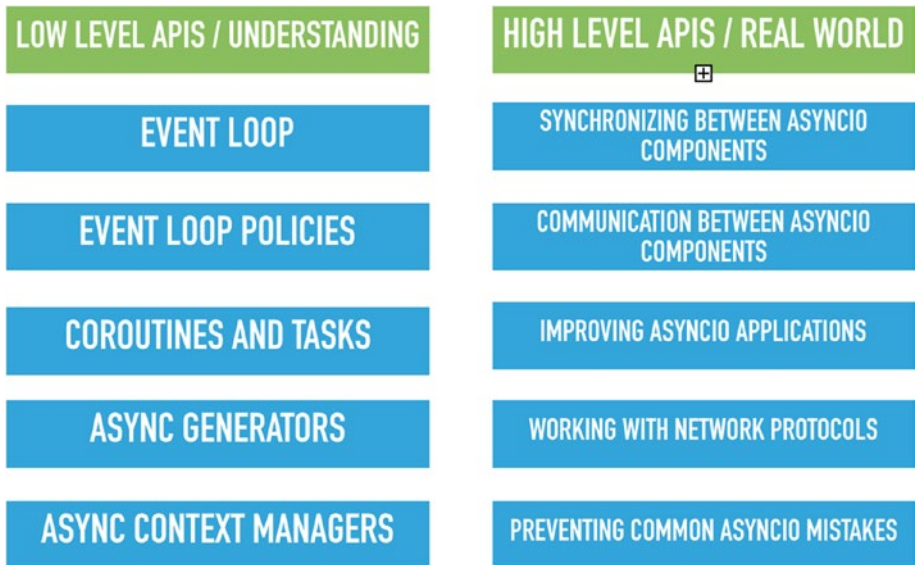 LOW LEVEL APIS / UNDERSTANDING
EVENT LOOP
EVENT LOOP POLICIES
COROUTINES AND TASKS
ASYNC GENERATORS
ASYNC CONTEXT MANAGERS
HIGH LEVEL APIS / REAL WORLD
SYNCHRONIZING BETWEEN ASYNCIO
COMPONENTS
COMMUNICATION BETWEEN ASYNCIO
COMPONENTS
IMPROVING ASYNCIO APPLICATIONS
WORKING WITH NETWORK PROTOCOLS
PREVENTING COMMON ASYNCIO MISTAKES